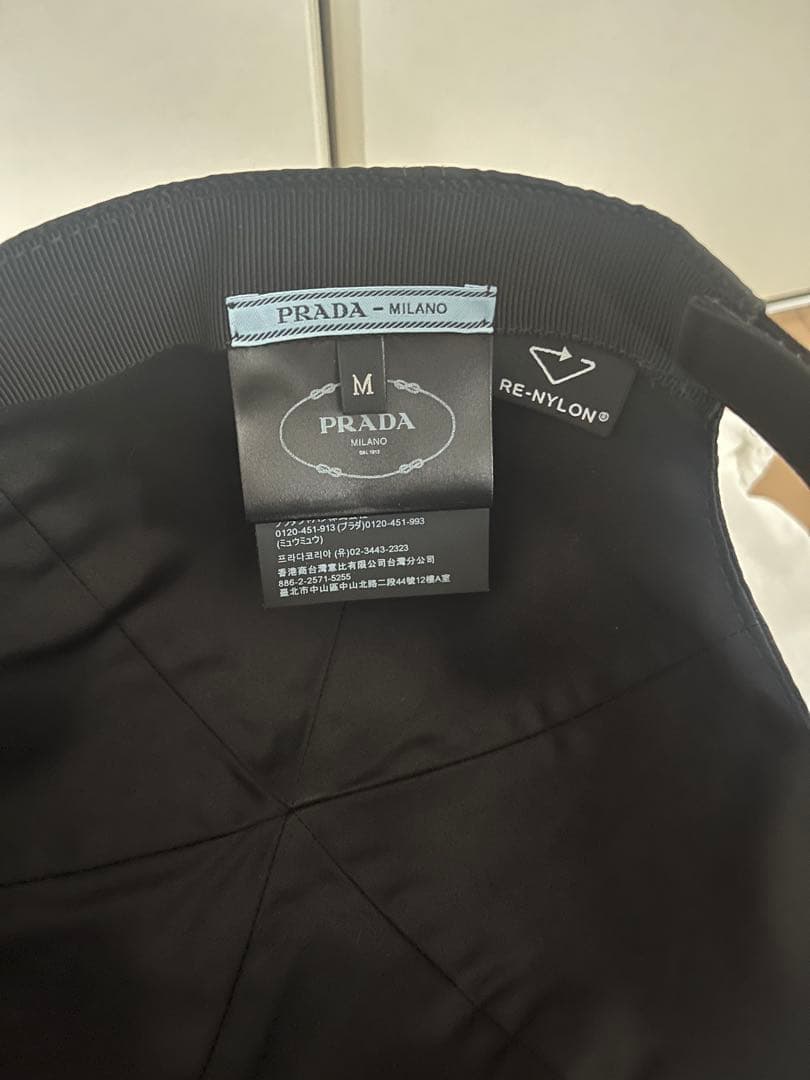 PRADA – MILANO
M
PRADA
MILANO
DAL 1913
RE-NYLON®
0120-451-913 (プラダ)0120-451-993
(ミュウミュウ)
프라다코리아 (유)02-3443-2323
香港商台灣意比有限公司台灣分公司
886-2-2571-5255
臺北市中山區中山北路二段44號12樓A室